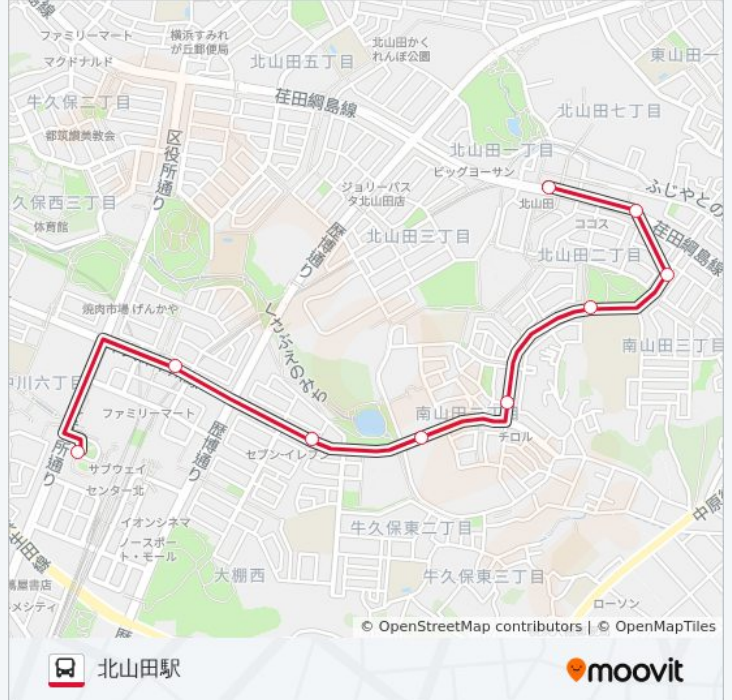 ファミリーマート
横浜すみれ
が丘郵便局
北山田かく
れんぼ公園
マクドナルド
北山田五丁目
東山田一
牛久保二丁目
荏田綱島線
北山田七丁目
都筑讃美教会
区役所通り
北山田一丁目
ビッグヨーサン
久保西三丁目
ジョリーパス
タ北山田店
北山田
ふじやとの
体育館
歴博通り
北山田三丁目
ココス
荏田綱島線
北山田二丁目
焼肉市場 げんかや
くさぶえのみち
南山田三丁目
中川六丁
ファミリーマート
南山田二丁目
チロル
所通り
歴博通り
セブン-イレブン
サブウェイ
センター北
イオンシネマ
ノースポー
ト・モール
牛久保東二丁目
中原
蔦屋書店
大棚西
牛久保東三丁目
メシティ
ローソン
© OpenStreetMap contributors | © OpenMapTiles
北山田駅
moovit